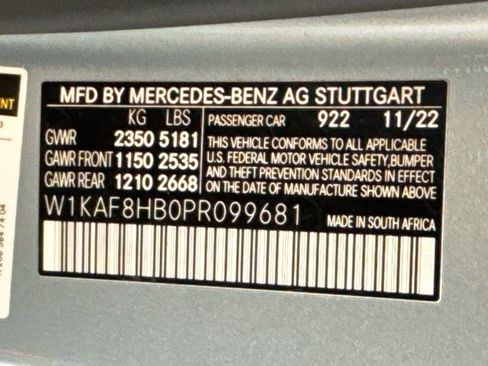 MFD BY MERCEDES-BENZ AG STUTTGART
KG LBS
GVWR 2350 5181
GAWR FRONT 1150 2535
GAWR REAR 1210 2668
PASSENGER CAR 922 11/22
THIS VEHICLE CONFORMS TO ALL APPLICABLE
U.S. FEDERAL MOTOR VEHICLE SAFETY, BUMPER
AND THEFT PREVENTION STANDARDS IN EFFECT
ON THE DATE OF MANUFACTURE SHOWN ABOVE
W1KAF8HB0PR099681
MADE IN SOUTH AFRICA